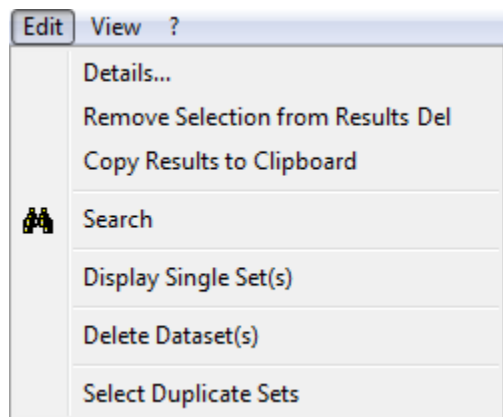 Edit View ?
Details...
Remove Selection from Results Del
Copy Results to Clipboard
Search
Display Single Set(s)
Delete Dataset(s)
Select Duplicate Sets